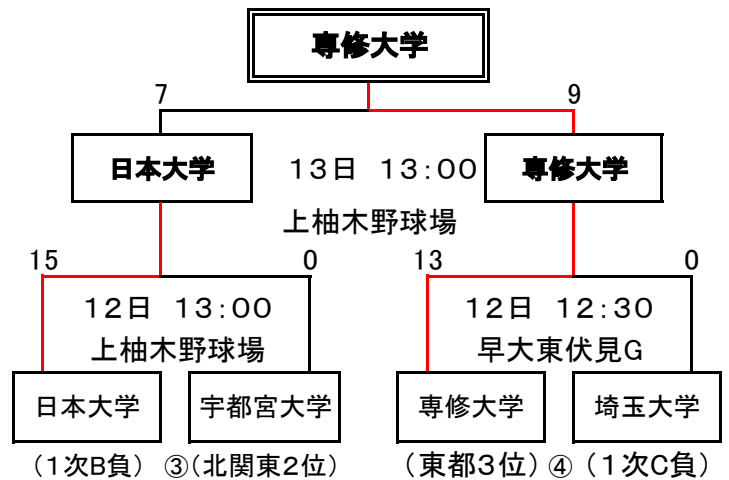 専修大学
7 9
日本大学 13日 13:00 専修大学
上柚木野球場
15 0 13 0
12日 13:00 12日 12:30
上柚木野球場 早大東伏見G
日本大学 宇都宮大学 専修大学 埼玉大学
(1次B負) ③(北関東2位) (東都3位) ④ (1次C負)